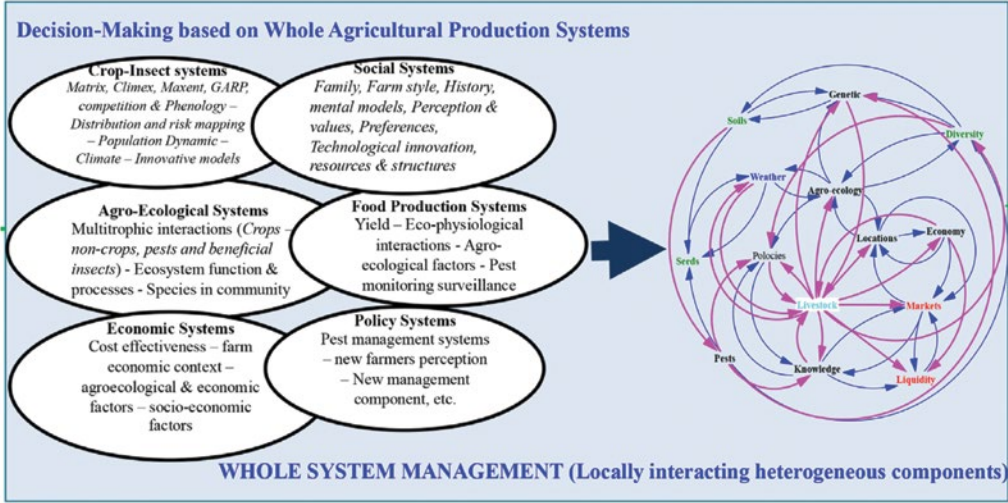 Decision-Making based on Whole Agricultural Production Systems
Crop-Insect systems
Matrix, Climex, Maxent, GARP,
competition & Phenology –
Distribution and risk mapping
– Population Dynamic –
Climate – Innovative models
Social Systems
Family, Farm style, History,
mental models, Perception &
values, Preferences,
Technological innovation,
resources & structures
Agro-Ecological Systems
Multitrophic interactions (Crops –
non-crops, pests and beneficial
insects) - Ecosystem function &
processes - Species in community
Food Production Systems
Yield – Eco-physiological
interactions - Agro-
ecological factors - Pest
monitoring surveillance
Economic Systems
Cost effectiveness – farm
economic context –
agroecological & economic
factors – socio-economic
factors
Policy Systems
Pest management systems
– new farmers perception
– New management
component, etc.
Genetic
Soils
Diversity
Weather
Agro-ecology
Locations
Economy
Seeds
Polocies
Livestock
Markets
Pests
Knowledge
Liquidity
WHOLE SYSTEM MANAGEMENT (Locally interacting heterogeneous components)